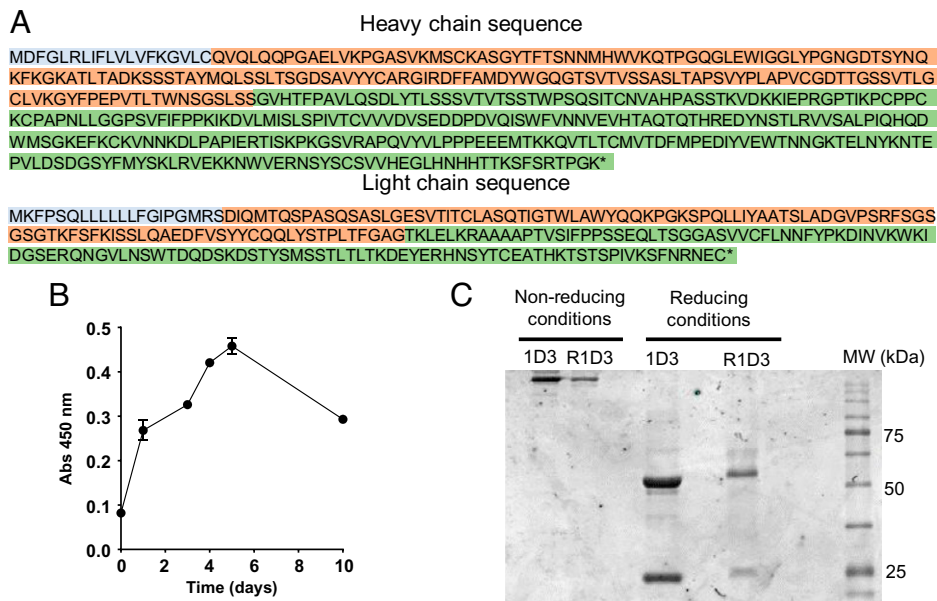 A
Heavy chain sequence
MDFGLRLIFLVLVFKGVLCQVQLQQPGAELVKPGASVKMSCKASGYTFTSNNMHWVKQTPGQGLEWIGGLYPGNGDTSYNQ
KFKGKATLTADKSSSTAYMQLSSLTSGDSAVYYCARGIRDFFAMDYWGQGTSVTVSSASLTAPSVYPLAPVCGDTTGSSVTLG
CLVKGYFPEPVTLTWNSGSLSSGVHTFPAVLQSDLYTLSSSVTVTSSTWPSQSITCNVAHPASSTKVDKKIEPRGPTIKPCPPC
KCPAPNLLGGPSVFIFPPKIKDVLMISLSPIVTCVVVDVSEDDPDVQISWFVNNVEVHTAQTQTHREDYNSTLRVVSALPIQHQD
WMSGKEFKCKVNNKDLPAPIERTISKPKGSVRAPQVYVLPPPEEEMTKKQVTLTCMVTDFMPEDIYVEWTNNGKTELNYKNTE
PVLDSDGSYFMYSKLRVEKKNWVERNSYSCSVVHEGLHNHHTTKSFSRTPGK*
Light chain sequence
MKFPSQLLLLLLFGIPGMRSDIQMTQSPASQSASLGESVTITCLASQTIGTWLAWYQQKPGKSPQLLIYAATSLADGVPSRFSGS
GSGTKFSFKISSLQAEDFVSYYCQQLYSTPLTFGAGTKLELKRAAAAPTVSIFPPSSEQLTSGGASVVCFLNNFYPKDINVKWKI
DGSERQNGVLNSWTDQDSKDSTYSMSSTLTLTKDEYERHNSYTCEATHKTSTSPIVKSFNRNEC*
B
Abs 450 nm
0.5
0.4
0.3
0.2
0.1
0.0
0 2 4 6 8 10
Time (days)
C
Non-reducing conditions
Reducing conditions
1D3 R1D3 1D3 R1D3 MW (kDa)
75
50
25